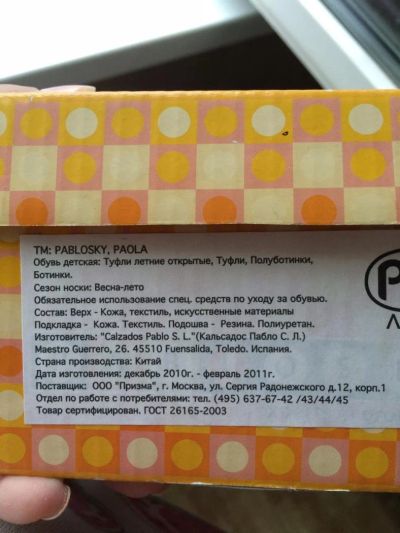 ТМ: PABLOSKY, PAOLA
Обувь детская: Туфли летние открытые, Туфли, Полуботинки,
Ботинки.
Сезон носки: Весна-лето
Обязательное использование спец. средств по уходу за обувью.
Состав: Верх - Кожа, текстиль, искусственные материалы
Подкладка - Кожа. Текстиль. Подошва - Резина. Полиуретан.
Изготовитель: "Calzados Pablo S. L."(Кальсадос Пабло С. Л.)
Maestro Guerrero, 26. 45510 Fuensalida, Toledo. Испания.
Страна производства: Китай
Дата изготовления: декабрь 2010г. - февраль 2011г.
Поставщик: ООО "Призма", г. Москва, ул. Сергия Радонежского д.12, корп.1
Отдел по работе с потребителями: тел. (495) 637-67-42 /43/44/45
Товар сертифицирован. ГОСТ 26165-2003